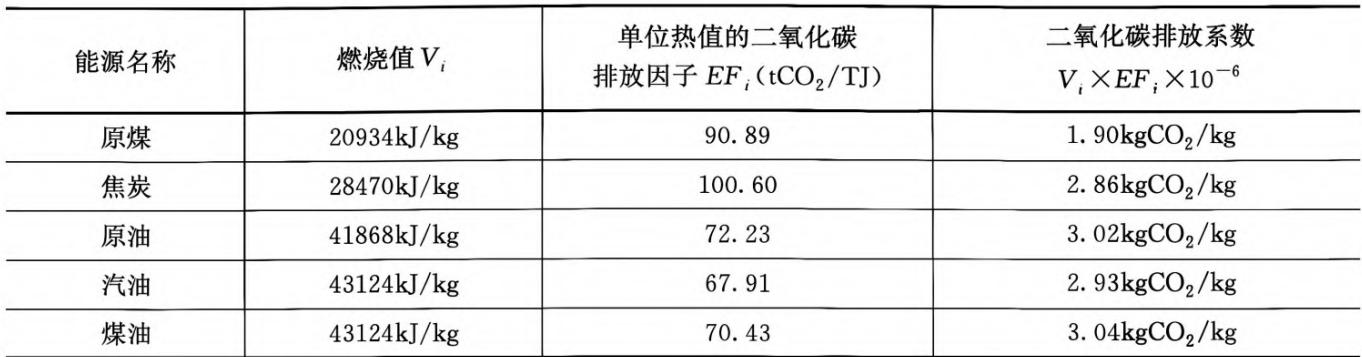 能源名称 燃烧值 V_i 单位热值的二氧化碳排放因子 EF_i(tCO₂/TJ) 二氧化碳排放系数 V_i×EF_i×10⁻⁶
原煤 20934kJ/kg 90.89 1.90kgCO₂/kg
焦炭 28470kJ/kg 100.60 2.86kgCO₂/kg
原油 41868kJ/kg 72.23 3.02kgCO₂/kg
汽油 43124kJ/kg 67.91 2.93kgCO₂/kg
煤油 43124kJ/kg 70.43 3.04kgCO₂/kg